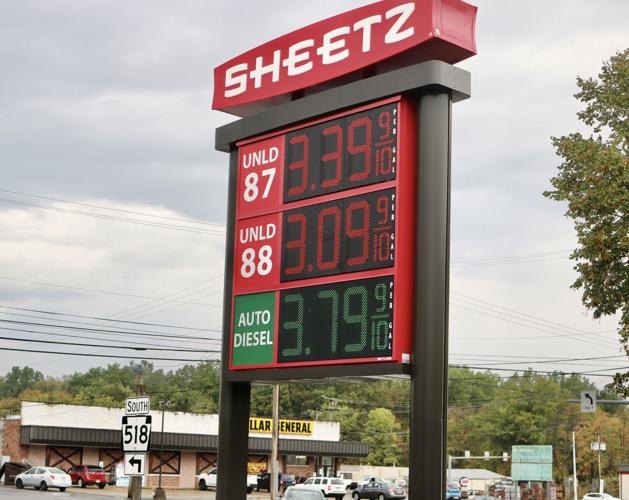 SHEETZ
UNLD
87
3.39 9/10
PER GAL
UNLD
88
3.09 9/10
PER GAL
AUTO
DIESEL
3.79 9/10
PER GAL
SOUTH
518
LLAR GENERAL
ONLY